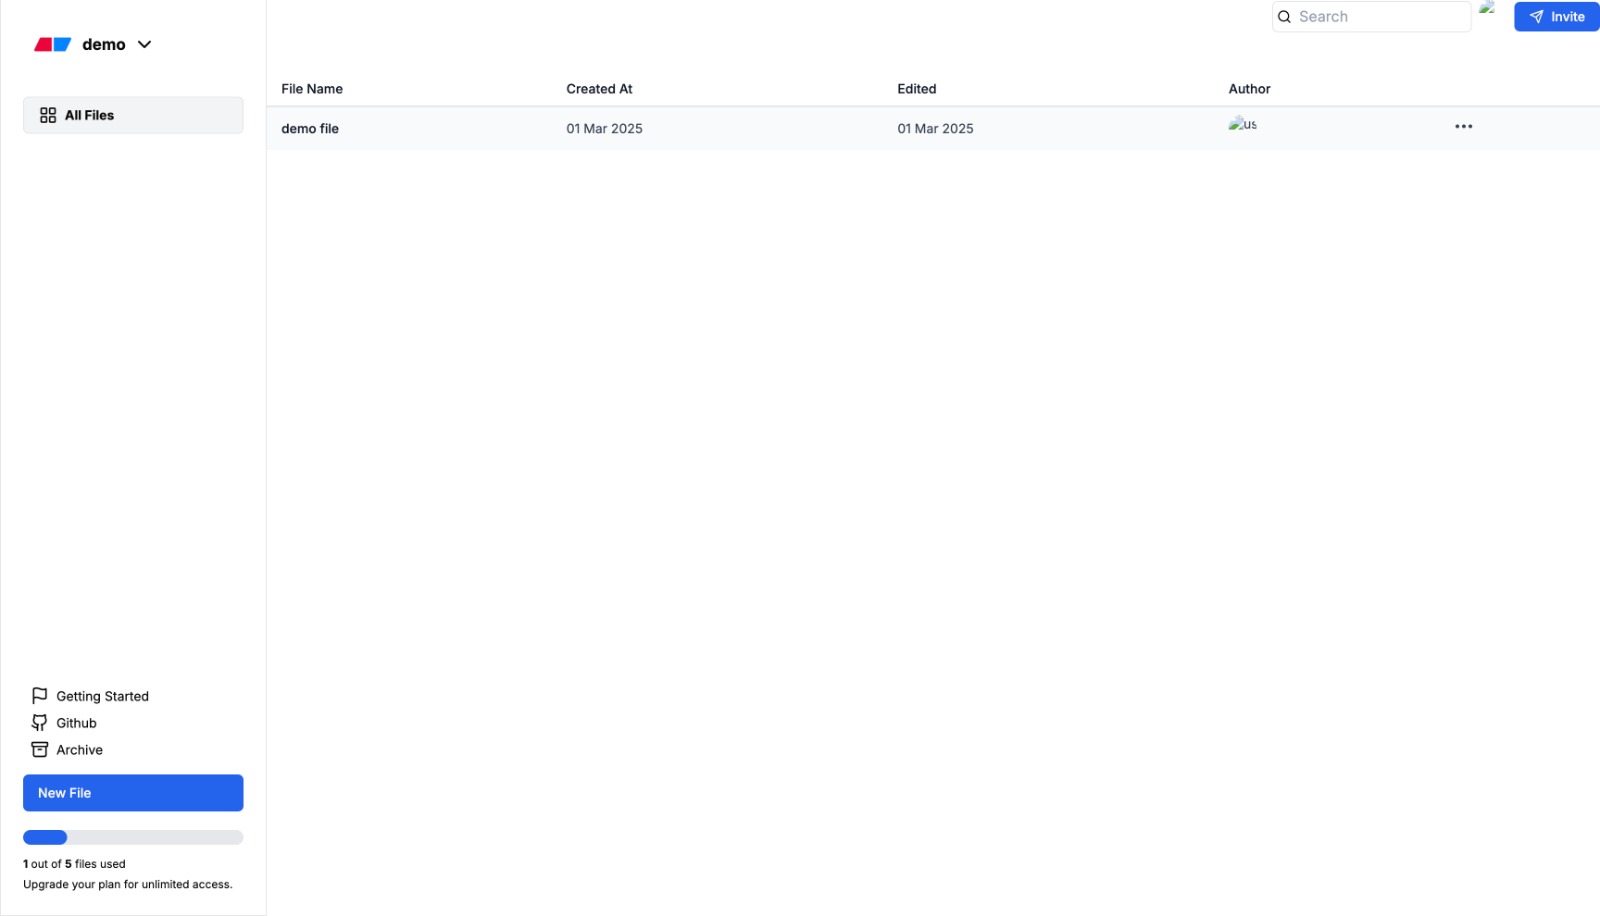 demo
All Files
Search
Invite
File Name Created At Edited Author
demo file 01 Mar 2025 01 Mar 2025 us
Getting Started
Github
Archive
New File
1 out of 5 files used
Upgrade your plan for unlimited access.